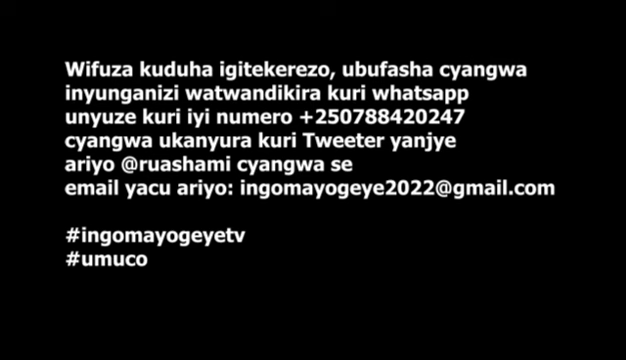 Wifuza kuduha igitekerezo, ubufasha cyangwa
inyunganizi watwandikira kuri whatsapp
unyuze kuri iyi numero +250788420247
cyangwa ukanyura kuri Tweeter yanjye
ariyo @ruashami cyangwa se
email yacu ariyo: ingomayogeye2022@gmail.com
#ingomayogeyetv
#umuco